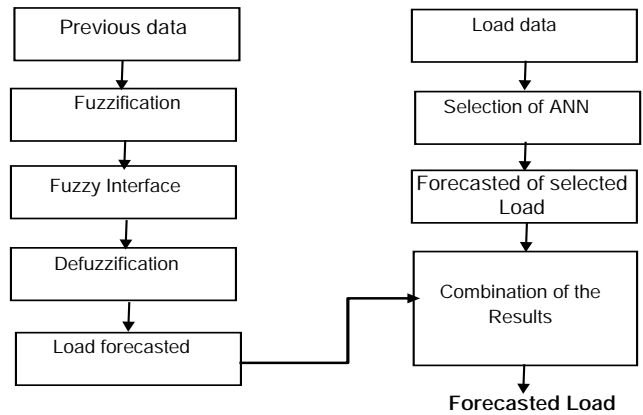 Previous data
Fuzzification
Fuzzy Interface
Defuzzification
Load forecasted
Load data
Selection of ANN
Forecasted of selected
Load
Combination of the
Results
Forecasted Load